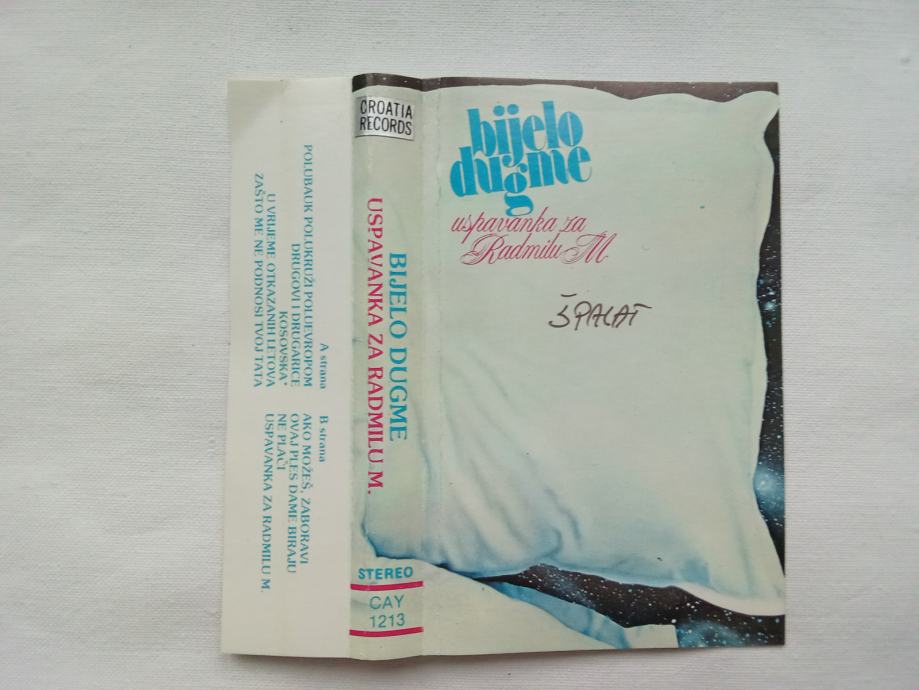 A strana
POLUBAUK POLUKRUŽI POLUEVROPOM
DRUGOVI I DRUGARICE
KOSOVSKA*
U VRIJEME OTKAZANIH LETOVA
ZAŠTO ME NE PODNOSI TVOJ TATA
B strana
AKO MOŽEŠ, ZABORAVI
OVAJ PLES DAME BIRAJU
NE PLAČI
USPAVANKA ZA RADMILU M.
CROATIA
RECORDS
BIJELO DUGME
USPAVANKA ZA RADMILU M.
STEREO
CAY
1213
bijelo
dugme
uspavanka za
Radmilu M
ŠPALAT